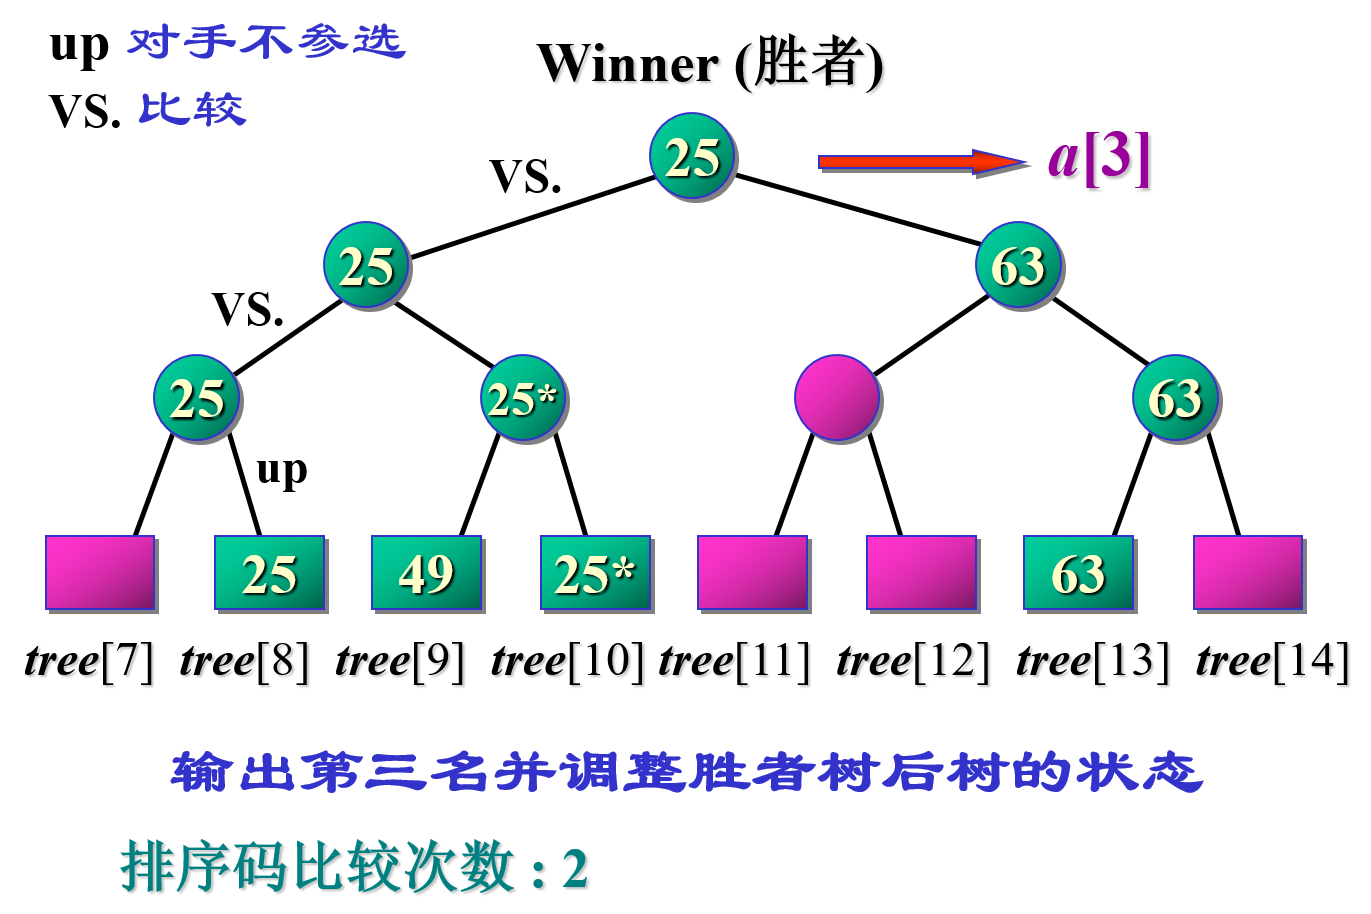 up 对手不参选
VS. 比较
Winner (胜者)
25
a[3]
VS.
25
63
VS.
25
25*
63
up
25
49
25*
63
tree[7] tree[8] tree[9] tree[10] tree[11] tree[12] tree[13] tree[14]
输出第三名并调整胜者树后树的状态
排序码比较次数 : 2